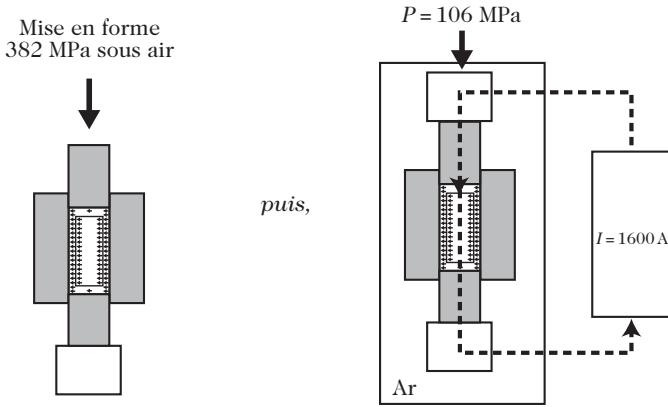 Mise en forme
382 MPa sous air
puis,
P = 106 MPa
I = 1600 A
Ar